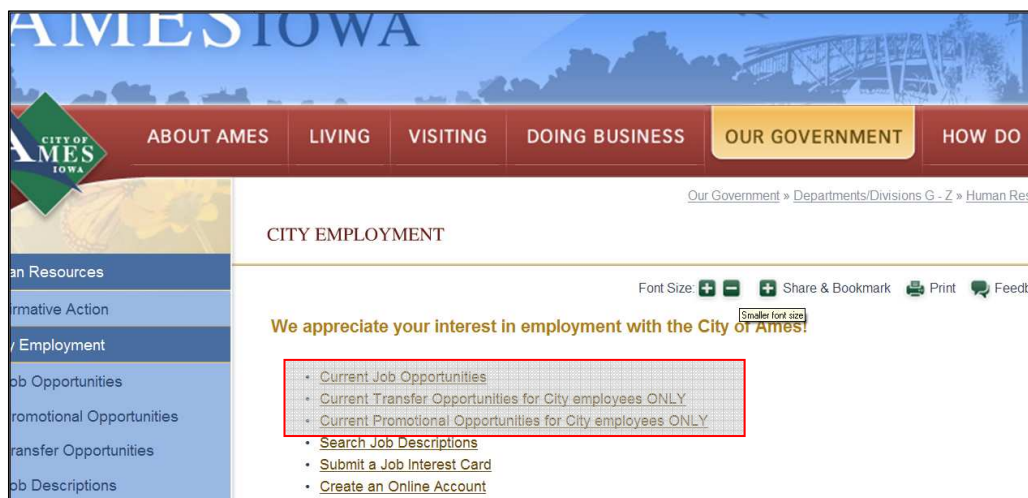 AMES IOWA
CITY OF
AMES
IOWA
ABOUT AMES LIVING VISITING DOING BUSINESS OUR GOVERNMENT HOW DO
Our Government » Departments/Divisions G - Z » Human Res
CITY EMPLOYMENT
an Resources
Font Size: Share & Bookmark Print Feedb
irmative Action
Smaller font size
We appreciate your interest in employment with the City of Ames!
y Employment
• Current Job Opportunities
ob Opportunities
• Current Transfer Opportunities for City employees ONLY
romotional Opportunities
• Current Promotional Opportunities for City employees ONLY
• Search Job Descriptions
ransfer Opportunities
• Submit a Job Interest Card
ob Descriptions
• Create an Online Account